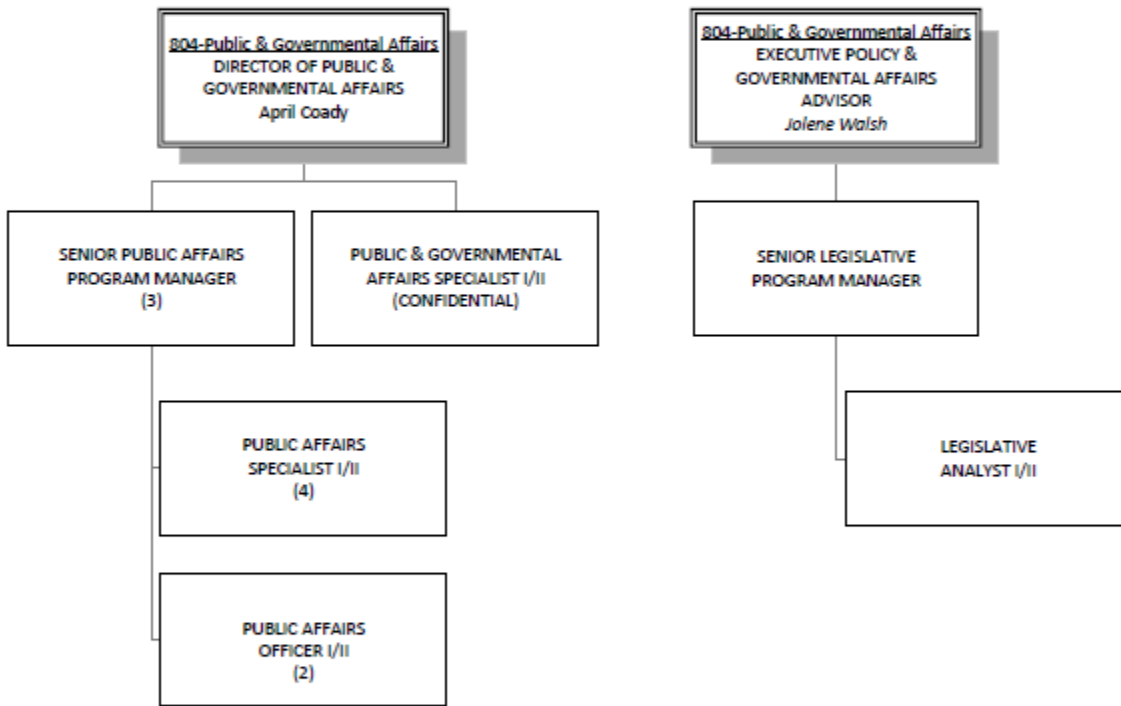 804-Public & Governmental Affairs
DIRECTOR OF PUBLIC &
GOVERNMENTAL AFFAIRS
April Coady
804-Public & Governmental Affairs
EXECUTIVE POLICY &
GOVERNMENTAL AFFAIRS
ADVISOR
Jolene Walsh
SENIOR PUBLIC AFFAIRS
PROGRAM MANAGER
(3)
PUBLIC & GOVERNMENTAL
AFFAIRS SPECIALIST I/II
(CONFIDENTIAL)
SENIOR LEGISLATIVE
PROGRAM MANAGER
PUBLIC AFFAIRS
SPECIALIST I/II
(4)
LEGISLATIVE
ANALYST I/II
PUBLIC AFFAIRS
OFFICER I/II
(2)